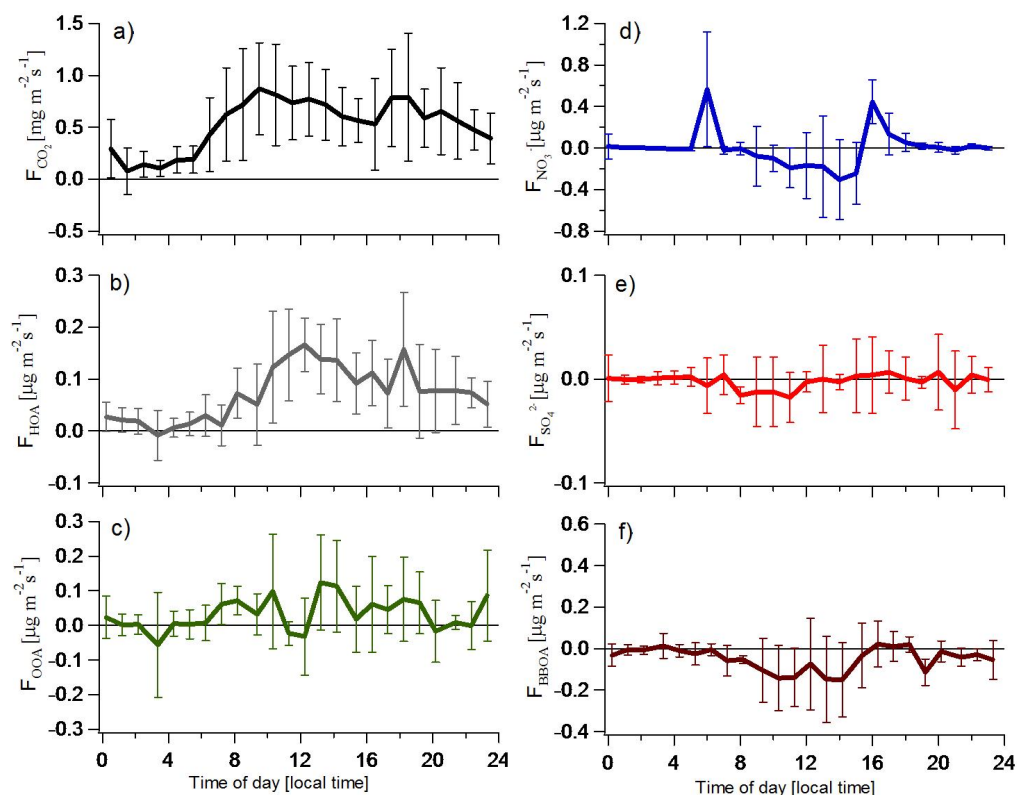 a)
F_CO₂ [mg m⁻² s⁻¹]
1.5
1.0
0.5
0.0
-0.5
b)
F_HOA [µg m⁻² s⁻¹]
0.3
0.2
0.1
0.0
-0.1
c)
F_OOA [µg m⁻² s⁻¹]
0.3
0.2
0.1
0.0
-0.1
-0.2
-0.3
0 4 8 12 16 20 24
Time of day [local time]
d)
F_NO₃⁻ [µg m⁻² s⁻¹]
1.2
0.8
0.4
0.0
-0.4
-0.8
e)
F_SO₄²⁻ [µg m⁻² s⁻¹]
0.1
0.0
-0.1
f)
F_BBOA [µg m⁻² s⁻¹]
0.6
0.4
0.2
0.0
-0.2
-0.4
0 4 8 12 16 20 24
Time of day [local time]